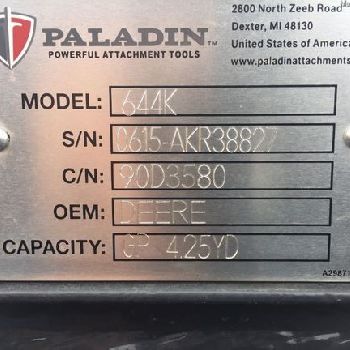 PALADIN™
POWERFUL ATTACHMENT TOOLS
2800 North Zeeb Road
Dexter, MI 48130
United States of America
www.paladinattachments
MODEL: 644K
S/N: 0615-AKR38827
C/N: 90D3580
OEM: DEERE
CAPACITY: GP 4.25YD